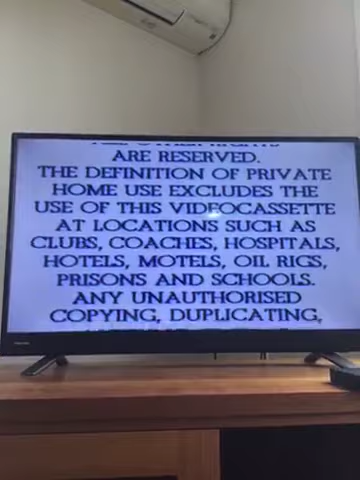 ARE RESERVED.
THE DEFINITION OF PRIVATE
HOME USE EXCLUDES THE
USE OF THIS VIDEOCASSETTE
AT LOCATIONS SUCH AS
CLUBS, COACHES, HOSPITALS,
HOTELS, MOTELS, OIL RIGS,
PRISONS AND SCHOOLS.
ANY UNAUTHORISED
COPYING, DUPLICATING,